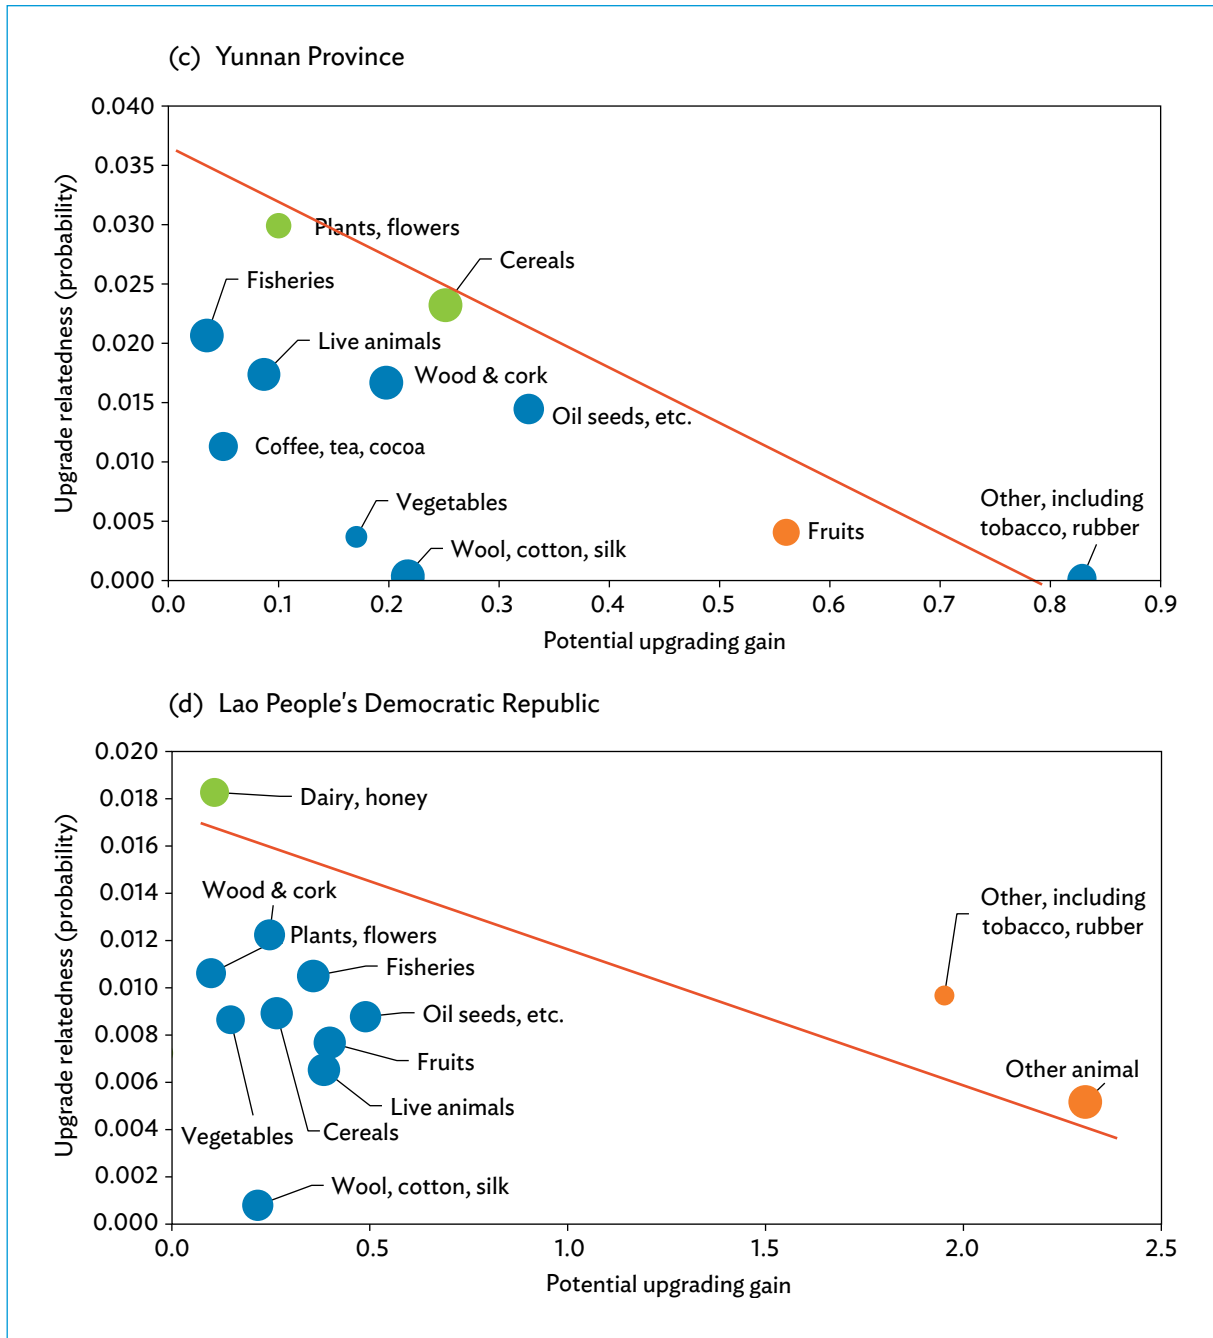 (c) Yunnan Province
Upgrade relatedness (probability)
0.040
0.035
0.030
0.025
0.020
0.015
0.010
0.005
0.000
Plants, flowers
Cereals
Fisheries
Live animals
Wood & cork
Oil seeds, etc.
Coffee, tea, cocoa
Vegetables
Other, including
tobacco, rubber
Fruits
Wool, cotton, silk
0.0 0.1 0.2 0.3 0.4 0.5 0.6 0.7 0.8 0.9
Potential upgrading gain
(d) Lao People's Democratic Republic
Upgrade relatedness (probability)
0.020
0.018
0.016
0.014
0.012
0.010
0.008
0.006
0.004
0.002
0.000
Dairy, honey
Wood & cork
Other, including
tobacco, rubber
Plants, flowers
Fisheries
Oil seeds, etc.
Fruits
Other animal
Live animals
Vegetables
Cereals
Wool, cotton, silk
0.0 0.5 1.0 1.5 2.0 2.5
Potential upgrading gain